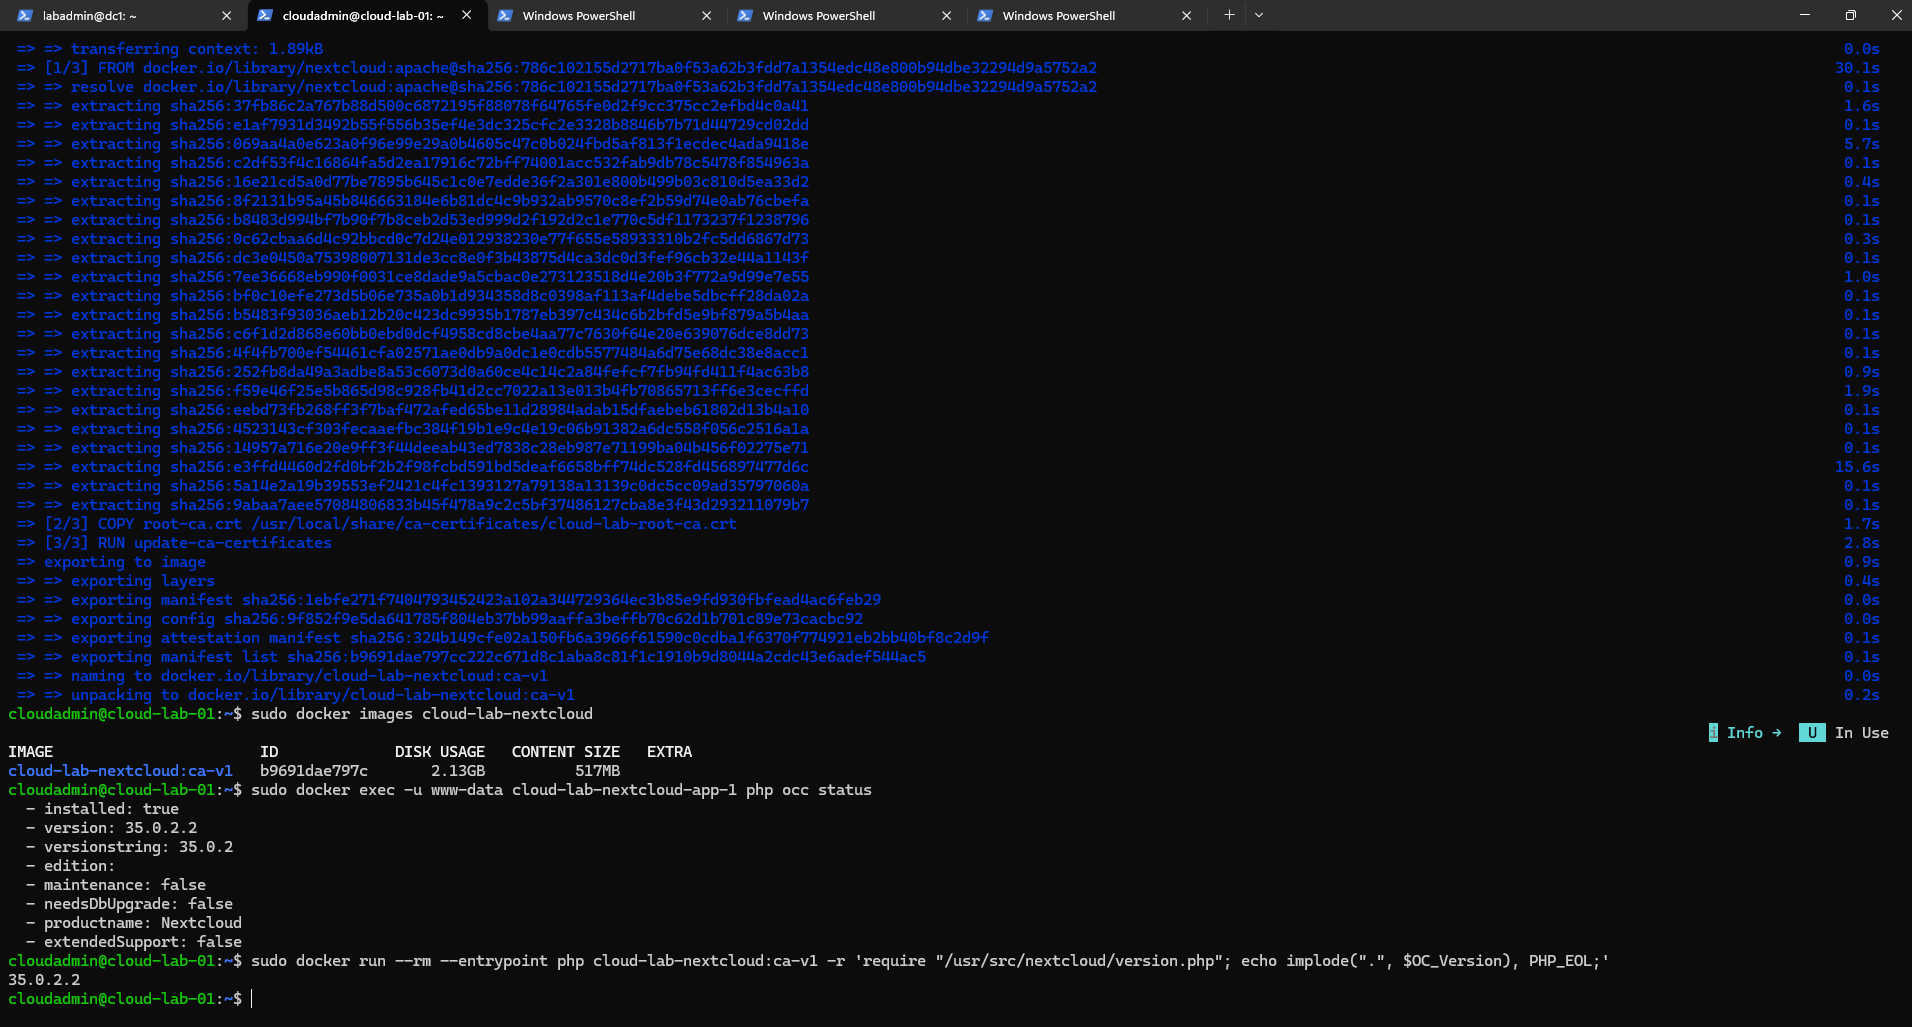 labadmin@dc1: ~
cloudadmin@cloud-lab-01: ~
Windows PowerShell
Windows PowerShell
Windows PowerShell
=> => transferring context: 1.89kB 0.0s
=> [1/3] FROM docker.io/library/nextcloud:apache@sha256:786c102155d2717ba0f53a62b3fdd7a1354edc48e800b94dbe32294d9a5752a2 30.1s
=> => resolve docker.io/library/nextcloud:apache@sha256:786c102155d2717ba0f53a62b3fdd7a1354edc48e800b94dbe32294d9a5752a2 0.1s
=> => extracting sha256:37fb86c2a767b88d500c6872195f88078f64765fe0d2f9cc375cc2efbd4c0a41 1.6s
=> => extracting sha256:e1af7931d3492b55f556b35ef4e3dc325cfc2e3328b8846b7b71d44729cd02dd 0.1s
=> => extracting sha256:069aa4a0e623a0f96e99e29a0b4605c47c0b024fbd5af813f1ecdec4ada9418e 5.7s
=> => extracting sha256:c2df53f4c16864fa5d2ea17916c72bff74001acc532fab9db78c5478f854963a 0.1s
=> => extracting sha256:16e21cd5a0d77be7895b645c1c0e7edde36f2a301e800b499b03c810d5ea33d2 0.4s
=> => extracting sha256:8f2131b95a45b846663184e6b81dc4c9b932ab9570c8ef2b59d74e0ab76cbefa 0.1s
=> => extracting sha256:b8483d994bf7b90f7b8ceb2d53ed999d2f192d2c1e770c5df1173237f1238796 0.1s
=> => extracting sha256:0c62cbaa6d4c92bbcd0c7d24e012938230e77f655e58933310b2fc5dd6867d73 0.3s
=> => extracting sha256:dc3e0450a75398007131de3cc8e0f3b43875d4ca3dc0d3fef96cb32e44a1143f 0.1s
=> => extracting sha256:7ee36668eb990f0031ce8dade9a5cbac0e273123518d4e20b3f772a9d99e7e55 1.0s
=> => extracting sha256:bf0c10efe273d5b06e735a0b1d934358d8c0398af113af4debe5dbcff28da02a 0.1s
=> => extracting sha256:b5483f93036aeb12b20c423dc9935b1787eb397c434c6b2bfd5e9bf879a5b4aa 0.1s
=> => extracting sha256:c6f1d2d868e60bb0ebd0dcf4958cd8cbe4aa77c7630f64e20e639076dce8dd73 0.1s
=> => extracting sha256:4f4fb700ef54461cfa02571ae0db9a0dc1e0cdb5577484a6d75e68dc38e8acc1 0.1s
=> => extracting sha256:252fb8da49a3adbe8a53c6073d0a60ce4c14c2a84fefcf7fb94fd411f4ac63b8 0.9s
=> => extracting sha256:f59e46f25e5b865d98c928fb41d2cc7022a13e013b4fb70865713ff6e3cecffd 1.9s
=> => extracting sha256:eebd73fb268ff3f7baf472afed65be11d28984adab15dfaebeb61802d13b4a10 0.1s
=> => extracting sha256:4523143cf303fecaaefbc384f19b1e9c4e19c06b91382a6dc558f056c2516a1a 0.1s
=> => extracting sha256:14957a716e20e9ff3f44deeab43ed7838c28eb987e71199ba04b456f02275e71 0.1s
=> => extracting sha256:e3ffd4460d2fd0bf2b2f98fcbd591bd5deaf6658bff74dc528fd456897477d6c 15.6s
=> => extracting sha256:5a14e2a19b39553ef2421c4fc1393127a79138a13139c0dc5cc09ad35797060a 0.1s
=> => extracting sha256:9abaa7aee57084806833b45f478a9c2c5bf37486127cba8e3f43d293211079b7 0.1s
=> [2/3] COPY root-ca.crt /usr/local/share/ca-certificates/cloud-lab-root-ca.crt 1.7s
=> [3/3] RUN update-ca-certificates 2.8s
=> exporting to image 0.9s
=> => exporting layers 0.4s
=> => exporting manifest sha256:1ebfe271f7404793452423a102a344729364ec3b85e9fd930fbfead4ac6feb29 0.0s
=> => exporting config sha256:9f852f9e5da641785f804eb37bb99aaffa3beffb70c62d1b701c89e73cacbc92 0.0s
=> => exporting attestation manifest sha256:324b149cfe02a150fb6a3966f61590c0cdba1f6370f774921eb2bb40bf8c2d9f 0.1s
=> => exporting manifest list sha256:b9691dae797cc222c671d8c1aba8c81f1c1910b9d8044a2cdc43e6adef544ac5 0.1s
=> => naming to docker.io/library/cloud-lab-nextcloud:ca-v1 0.0s
=> => unpacking to docker.io/library/cloud-lab-nextcloud:ca-v1 0.2s
cloudadmin@cloud-lab-01:~$ sudo docker images cloud-lab-nextcloud
i Info → U In Use
IMAGE ID DISK USAGE CONTENT SIZE EXTRA
cloud-lab-nextcloud:ca-v1 b9691dae797c 2.13GB 517MB
cloudadmin@cloud-lab-01:~$ sudo docker exec -u www-data cloud-lab-nextcloud-app-1 php occ status
- installed: true
- version: 35.0.2.2
- versionstring: 35.0.2
- edition:
- maintenance: false
- needsDbUpgrade: false
- productname: Nextcloud
- extendedSupport: false
cloudadmin@cloud-lab-01:~$ sudo docker run --rm --entrypoint php cloud-lab-nextcloud:ca-v1 -r 'require "/usr/src/nextcloud/version.php"; echo implode(".", $OC_Version), PHP_EOL;'
35.0.2.2
cloudadmin@cloud-lab-01:~$